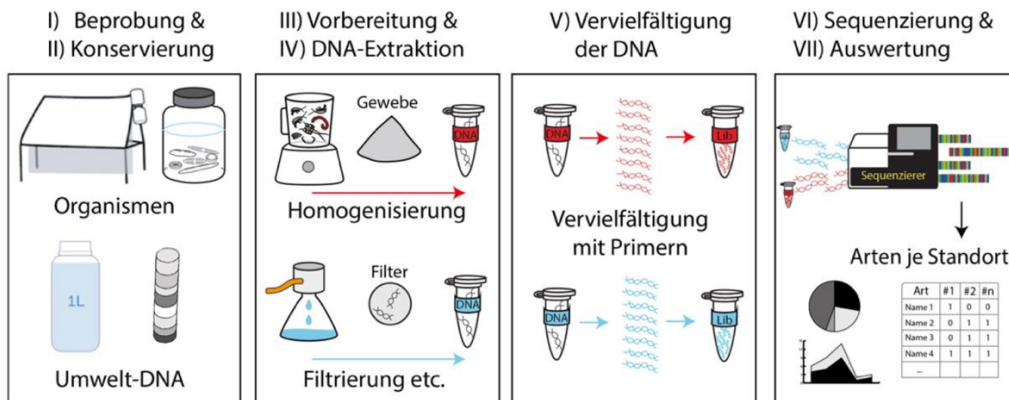 I) Beprobung &
II) Konservierung
Organismen
1L
Umwelt-DNA
III) Vorbereitung &
IV) DNA-Extraktion
Gewebe
DNA
Homogenisierung
Filter
DNA
Filtrierung etc.
V) Vervielfältigung
der DNA
DNA
Lib
Vervielfältigung
mit Primern
DNA
Lib
VI) Sequenzierung &
VII) Auswertung
Sequenzierer
Arten je Standort
Art #1 #2 #n
Name 1 1 0 0
Name 2 0 1 1
Name 3 0 1 1
Name 4 1 1 1
...